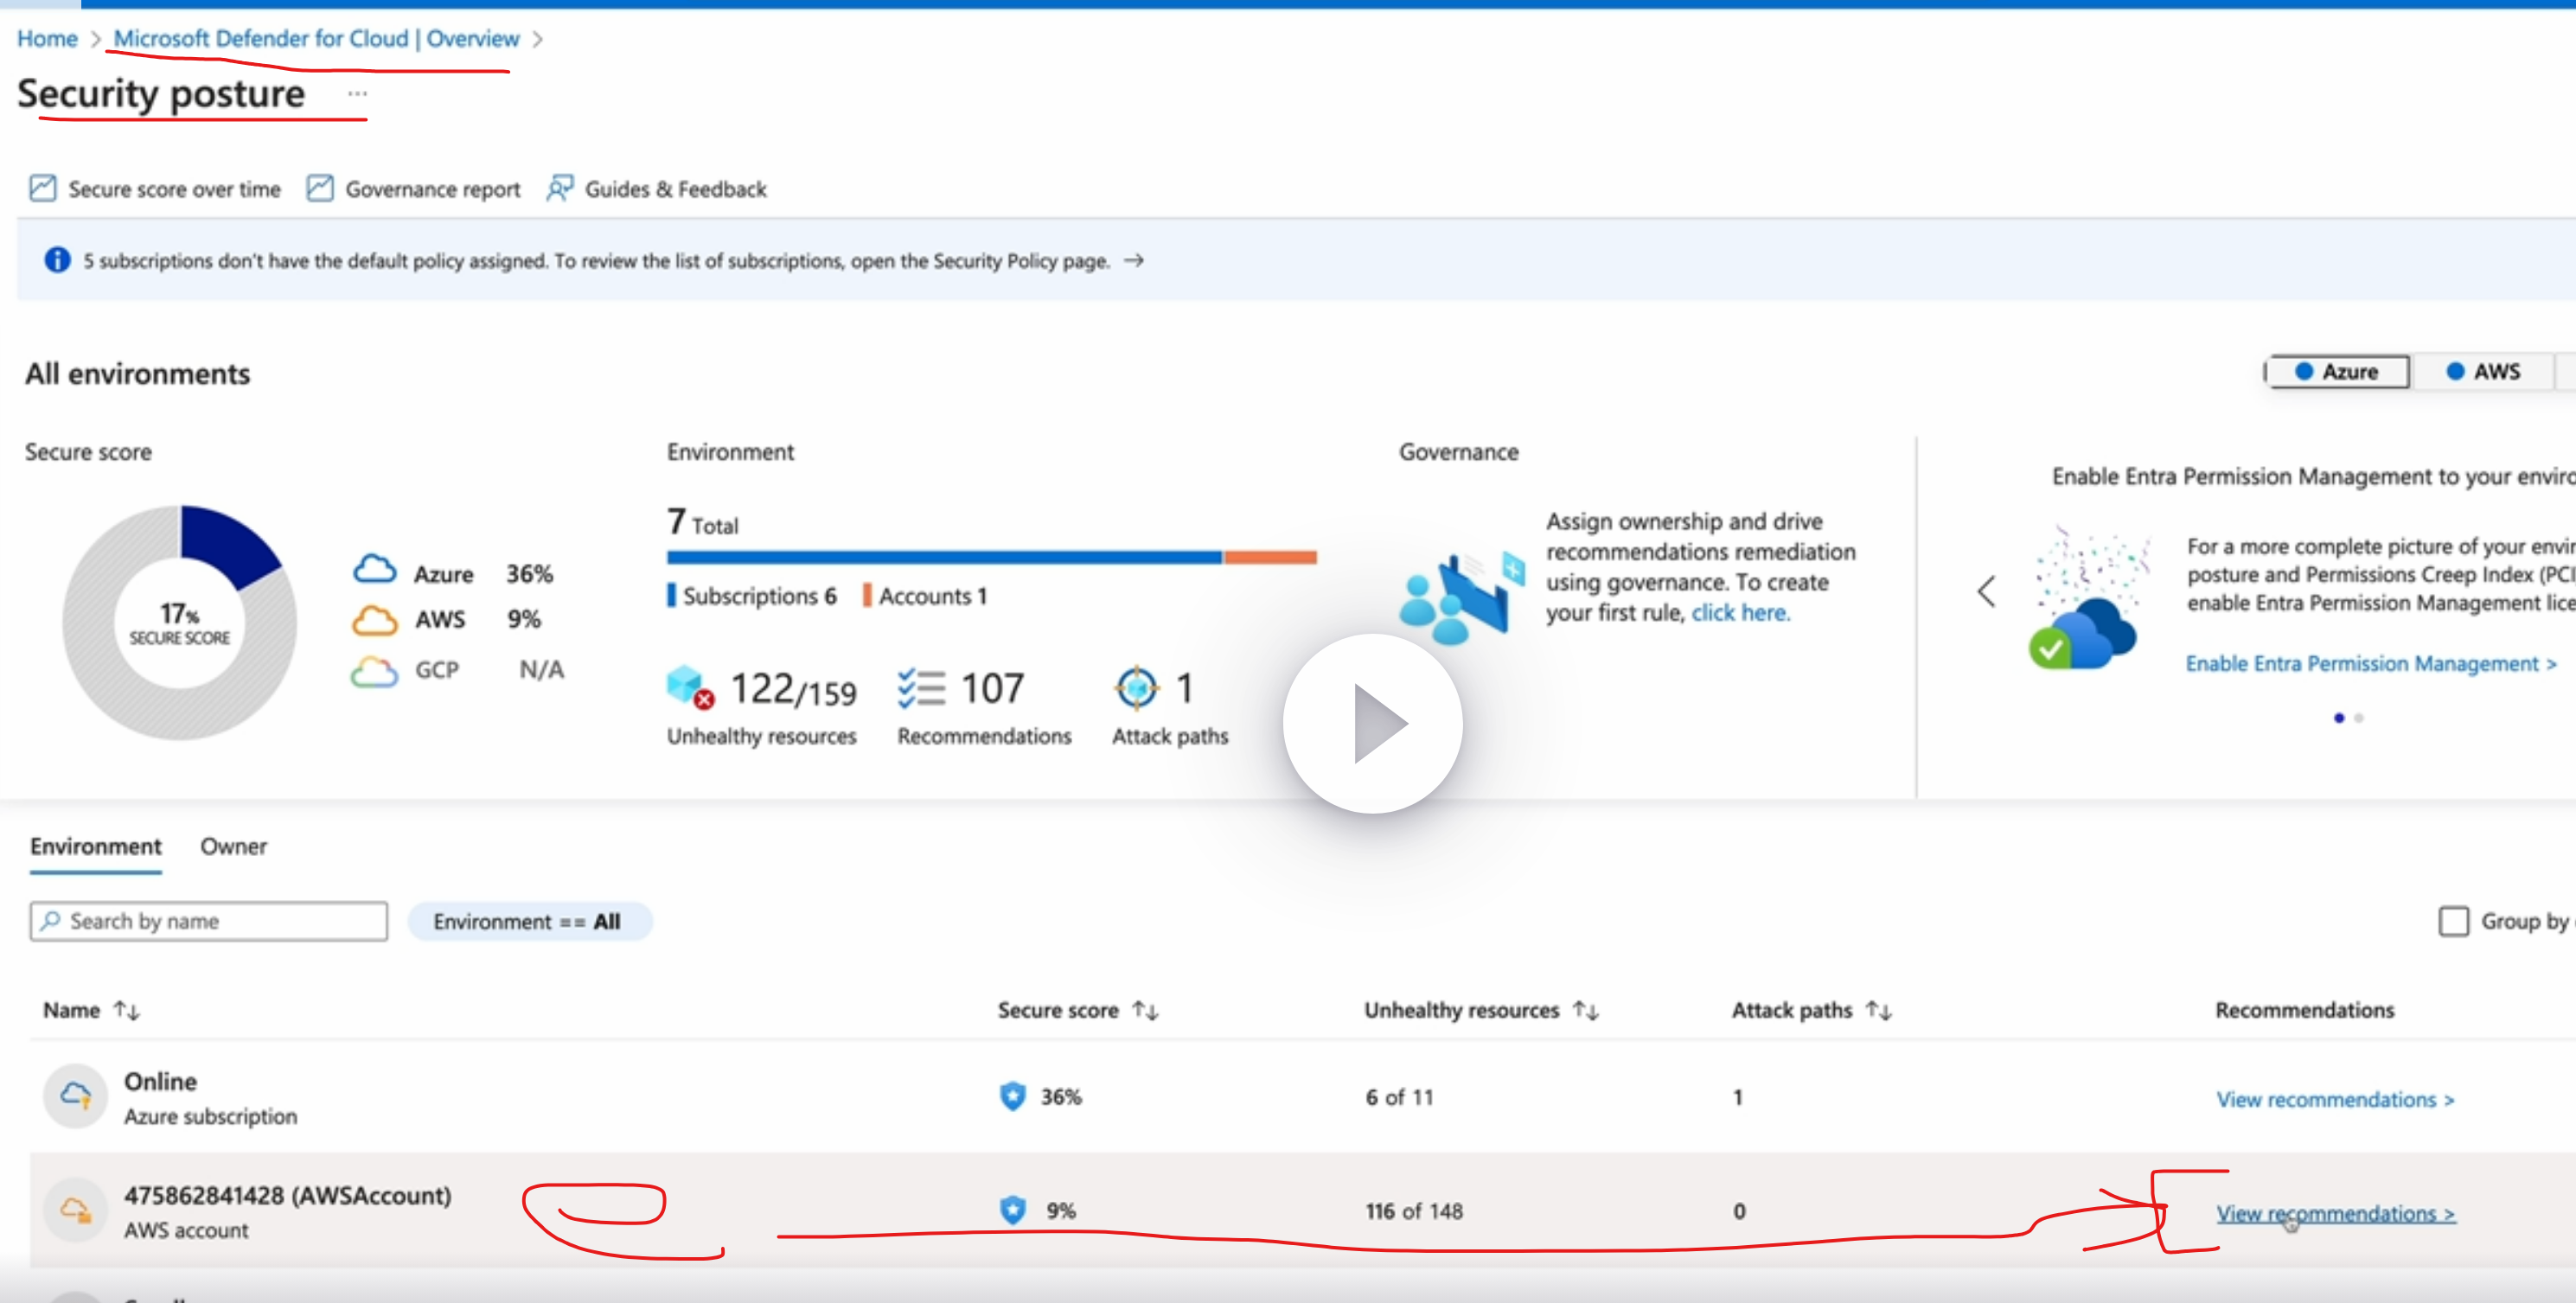 Home > Microsoft Defender for Cloud | Overview >
Security posture ...
Secure score over time Governance report Guides & Feedback
5 subscriptions don't have the default policy assigned. To review the list of subscriptions, open the Security Policy page. →
All environments
Azure AWS
Secure score
17%
SECURE SCORE
Azure 36%
AWS 9%
GCP N/A
Environment
7 Total
Subscriptions 6 Accounts 1
122/159 107 1
Unhealthy resources Recommendations Attack paths
Governance
Assign ownership and drive
recommendations remediation
using governance. To create
your first rule, click here.
Enable Entra Permission Management to your
For a more complete picture of your
posture and Permissions Creep Index (PCI
enable Entra Permission Management
Enable Entra Permission Management >
Environment Owner
Search by name Environment == All Group by
Name ↑↓ Secure score ↑↓ Unhealthy resources ↑↓ Attack paths ↑↓ Recommendations
Online
Azure subscription
36% 6 of 11 1 View recommendations >
475862841428 (AWSAccount)
AWS account
9% 116 of 148 0 View recommendations >